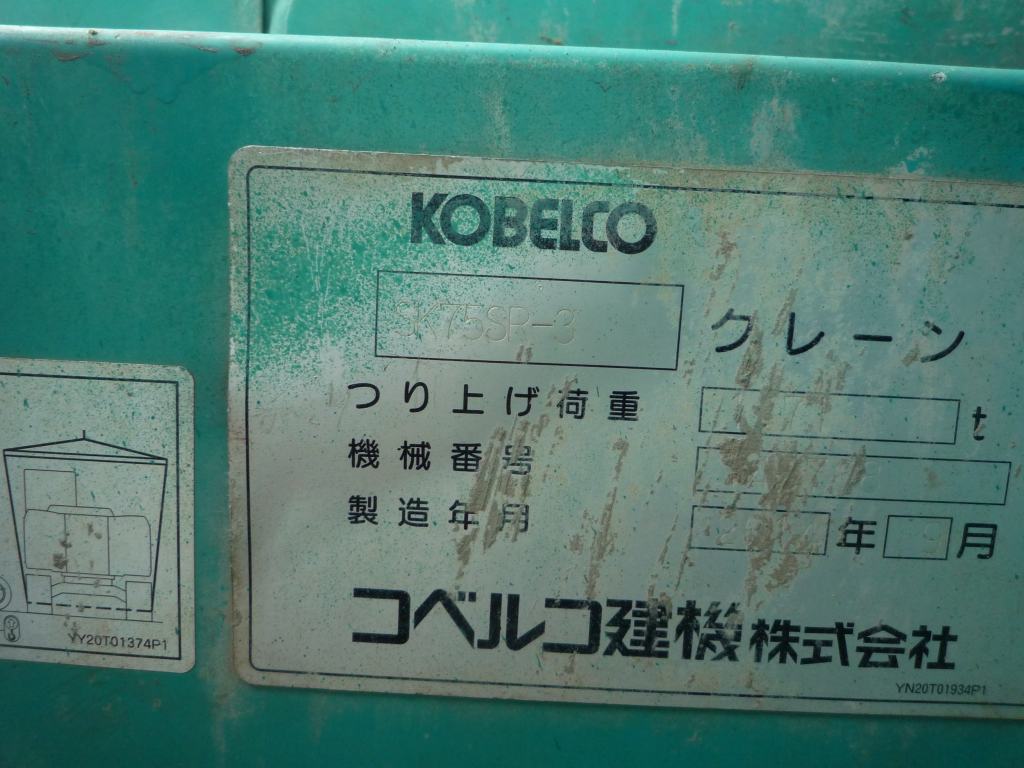 KOBELCO
SK75SR-3 クレーン
つり上げ荷重 t
機械番号
製造年月 年 9月
コベルコ建機株式会社
YN20T01934P1
YY20T01374P1